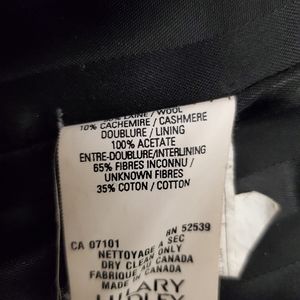 LAINE / WOOL
10% CACHEMIRE / CASHMERE
DOUBLURE / LINING
100% ACETATE
ENTRE-DOUBLURE/INTERLINING
65% FIBRES INCONNU /
UNKNOWN FIBRES
35% COTON / COTTON
CA 07101 RN 52539
NETTOYAGE A SEC
DRY CLEAN ONLY
FABRIQUE AU CANADA
MADE IN CANADA